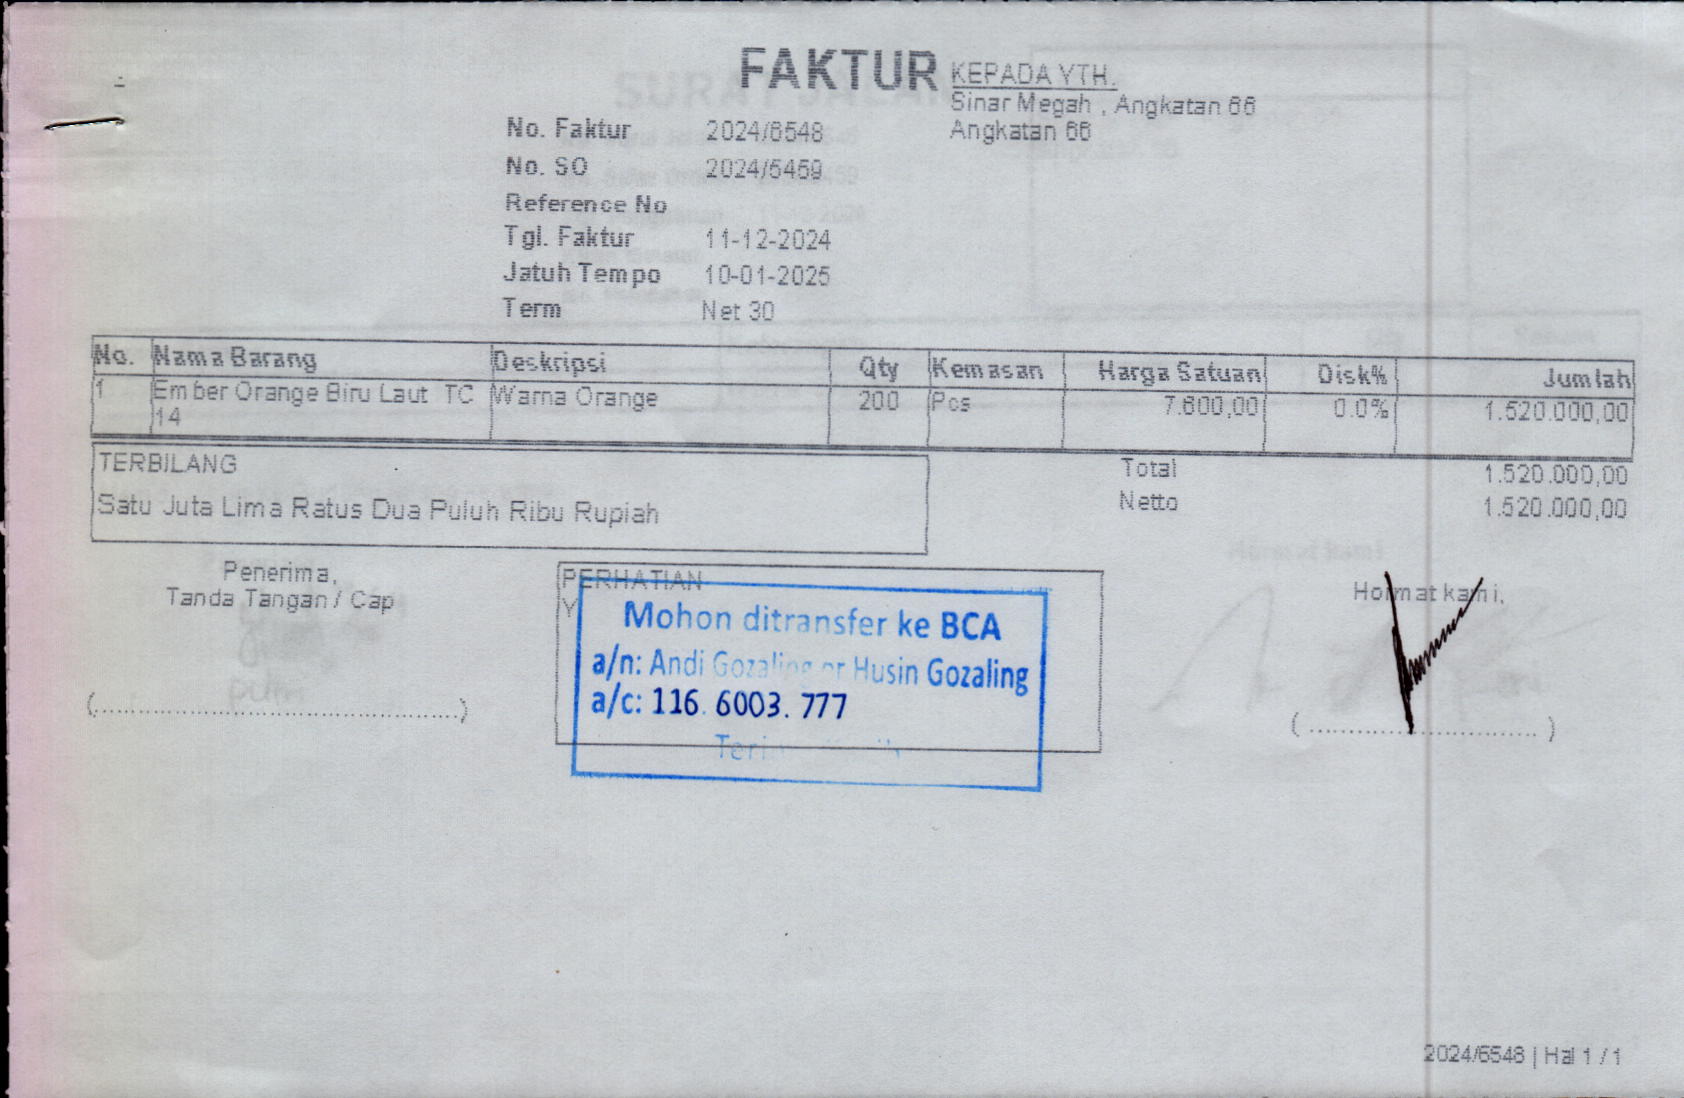 FAKTUR
KEPADA YTH.
Sinar Megah , Angkatan 66
Angkatan 66
No. Faktur 2024/6548
No. SO 2024/5459
Reference No
Tgl. Faktur 11-12-2024
Jatuh Tempo 10-01-2025
Term Net 30
No. Nama Barang Deskripsi Qty Kemasan Harga Satuan Disk% Jumlah
1 Ember Orange Biru Laut TC Warna Orange 200 Pcs 7.600,00 0.0% 1.520.000,00
14
TERBILANG
Satu Juta Lima Ratus Dua Puluh Ribu Rupiah
Total 1.520.000,00
Netto 1.520.000,00
Penerima,
Tanda Tangan / Cap
PERHATIAN
Mohon ditransfer ke BCA
a/n: Andi Gozaling or Husin Gozaling
a/c: 116. 6003. 777
Hormat kami,
(................................................)
( ............................. )
2024/6548 | Hal 1 / 1